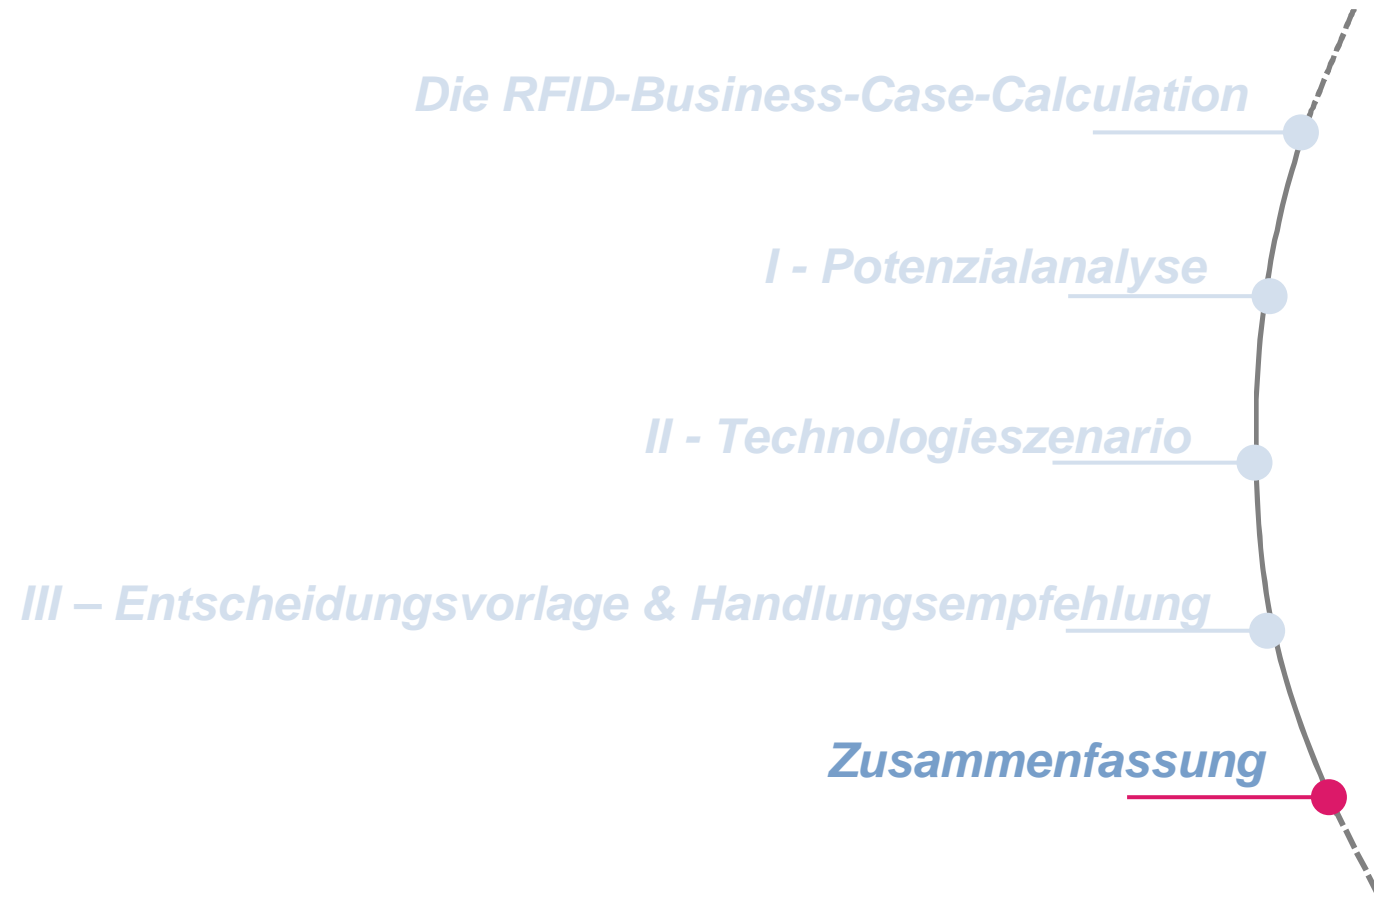 Die RFID-Business-Case-Calculation
I - Potenzialanalyse
II - Technologieszenario
III – Entscheidungsvorlage & Handlungsempfehlung
Zusammenfassung